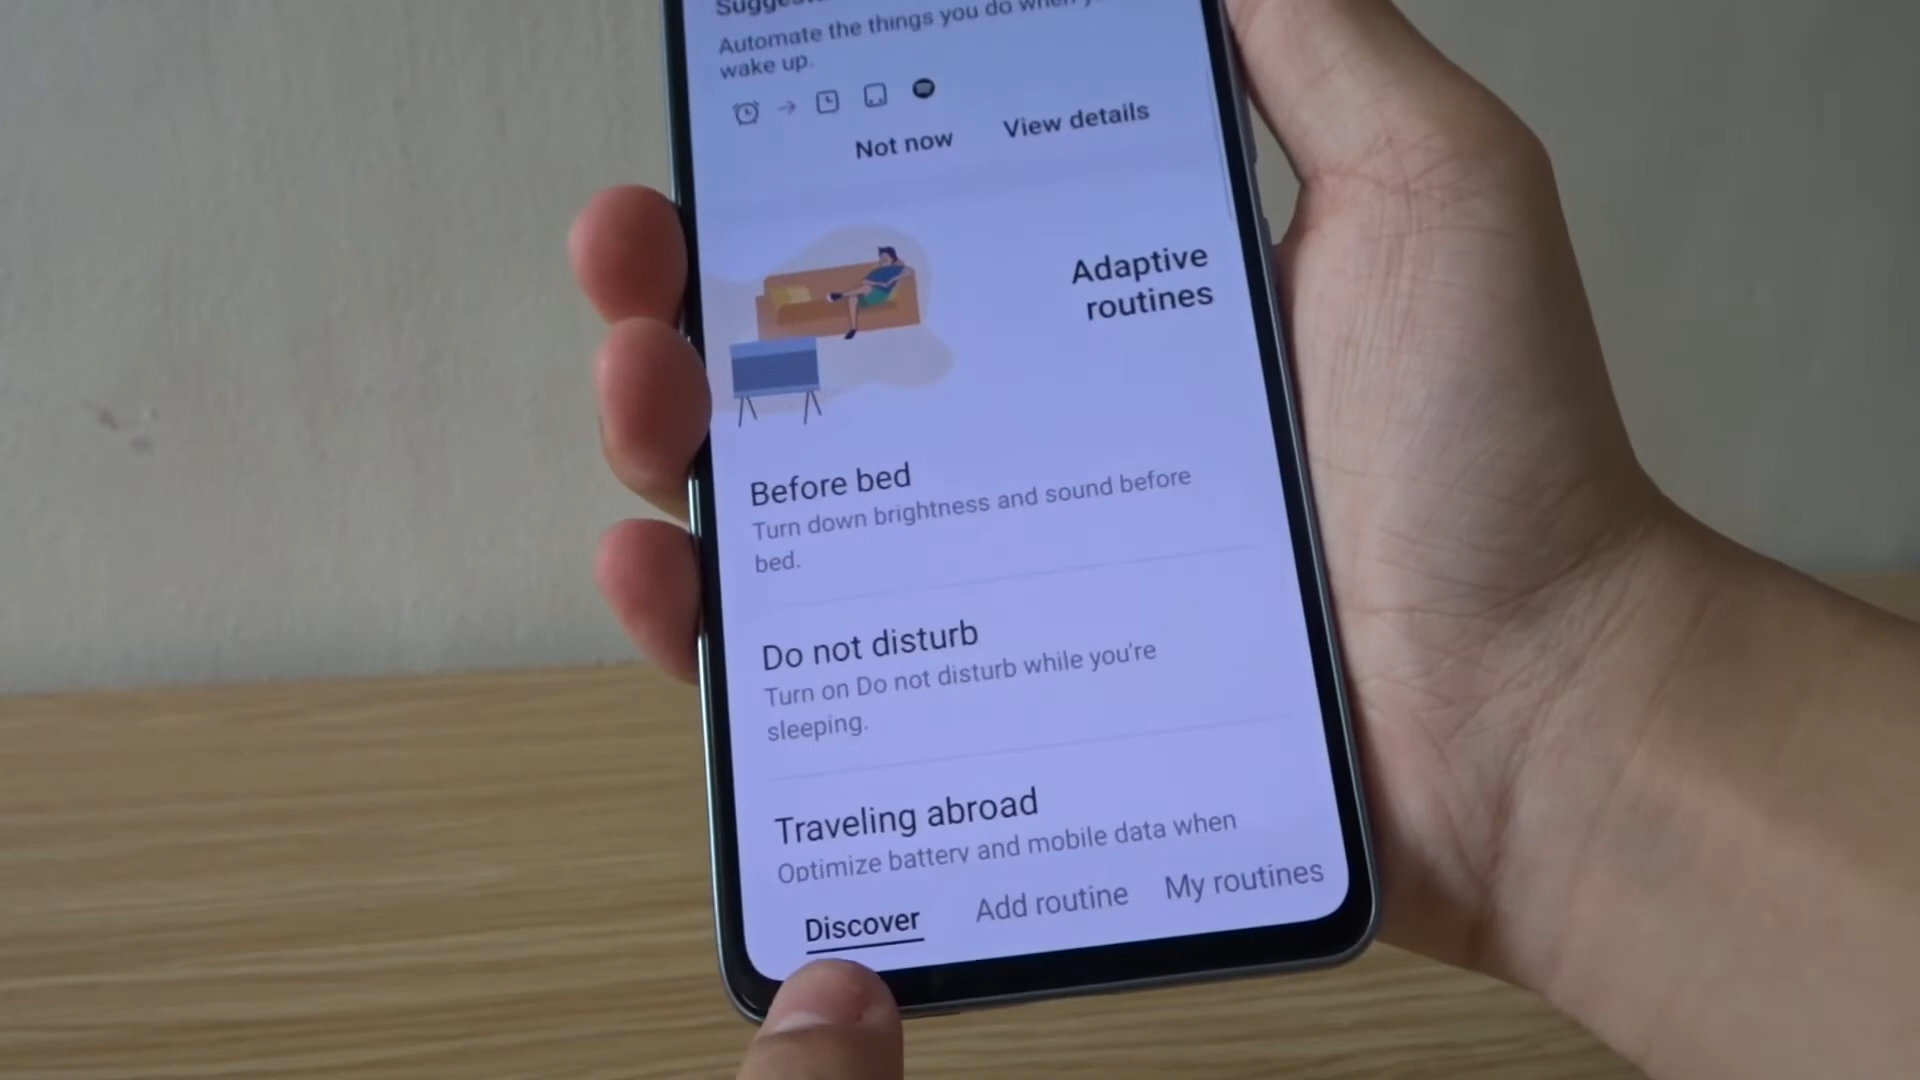 Automate the things you do when
wake up.
Not now
View details
Adaptive
routines
Before bed
Turn down brightness and sound before
bed.
Do not disturb
Turn on Do not disturb while you're
sleeping.
Traveling abroad
Optimize battery and mobile data when
Discover
Add routine
My routines